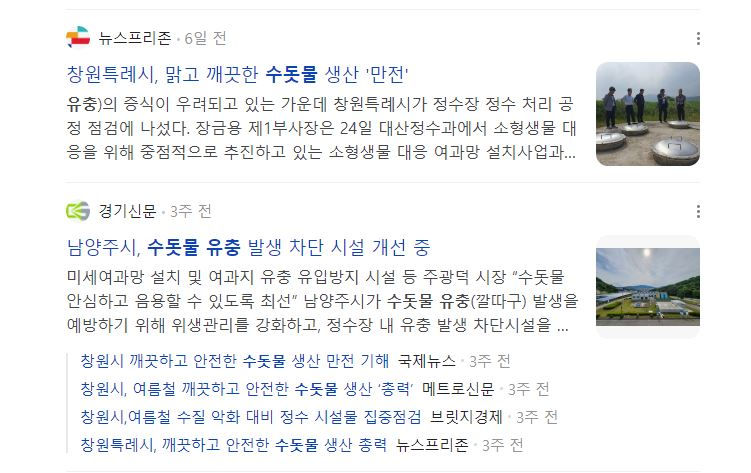 뉴스프리존 · 6일 전
창원특례시, 맑고 깨끗한 수돗물 생산 '만전'
유충)의 증식이 우려되고 있는 가운데 창원특례시가 정수장 정수 처리 공
정 점검에 나섰다. 장금용 제1부시장은 24일 대산정수과에서 소형생물 대
응을 위해 중점적으로 추진하고 있는 소형생물 대응 여과망 설치사업과...
경기신문 · 3주 전
남양주시, 수돗물 유충 발생 차단 시설 개선 중
미세여과망 설치 및 여과지 유충 유입방지 시설 등 주광덕 시장 “수돗물
안심하고 음용할 수 있도록 최선” 남양주시가 수돗물 유충(깔따구) 발생을
예방하기 위해 위생관리를 강화하고, 정수장 내 유충 발생 차단시설을 ...
창원시 깨끗하고 안전한 수돗물 생산 만전 기해 국제뉴스 · 3주 전
창원시, 여름철 깨끗하고 안전한 수돗물 생산 ‘총력’ 메트로신문 · 3주 전
창원시,여름철 수질 악화 대비 정수 시설물 집중점검 브릿지경제 · 3주 전
창원특례시, 깨끗하고 안전한 수돗물 생산 총력 뉴스프리존 · 3주 전